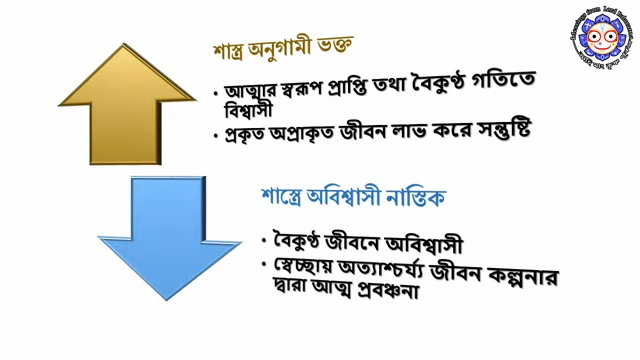 শাস্ত্র অনুগামী ভক্ত
• আত্মার স্বরূপ প্রাপ্তি তথা বৈকুণ্ঠ গতিতে
বিশ্বাসী
• প্রকৃত অপ্রাকৃত জীবন লাভ করে সন্তুষ্টি
শাস্ত্রে অবিশ্বাসী নাস্তিক
• বৈকুণ্ঠ জীবনে অবিশ্বাসী
• স্বেচ্ছায় অত্যাশ্চর্য্য জীবন কল্পনার
দ্বারা আত্ম প্রবঞ্চনা